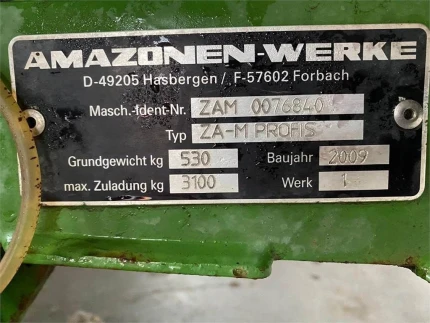 AMAZONEN-WERKE
D-49205 Hasbergen / F-57602 Forbach
Masch.-Ident-Nr. ZAM 0076840
Typ ZA-M PROFIS
Grundgewicht kg 530 Baujahr 2009
max. Zuladung kg 3100 Werk 1